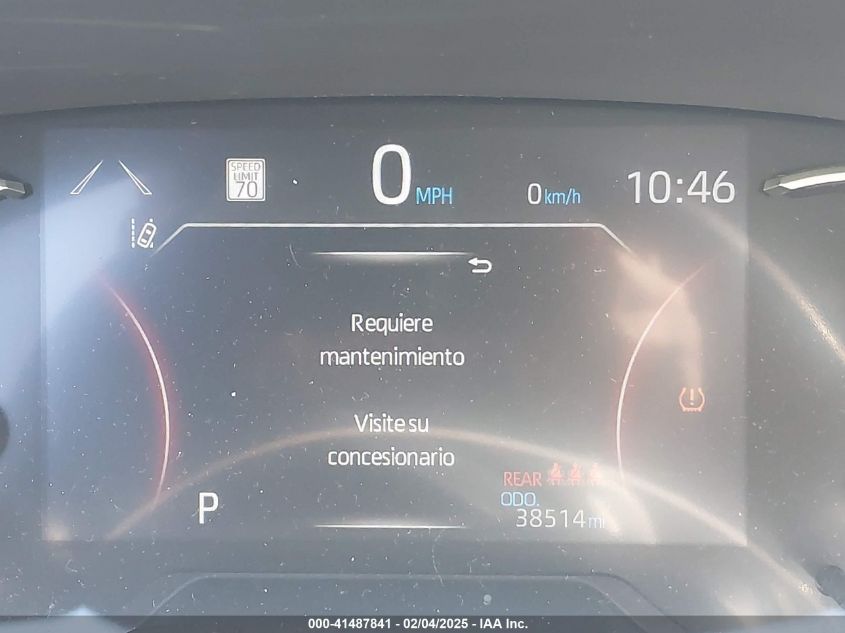 SPEED
LIMIT
70
0 MPH
0 km/h
10:46
Requiere
mantenimiento
Visite su
concesionario
REAR
ODO.
P
38514 mi
000-41487841 - 02/04/2025 - IAA Inc.